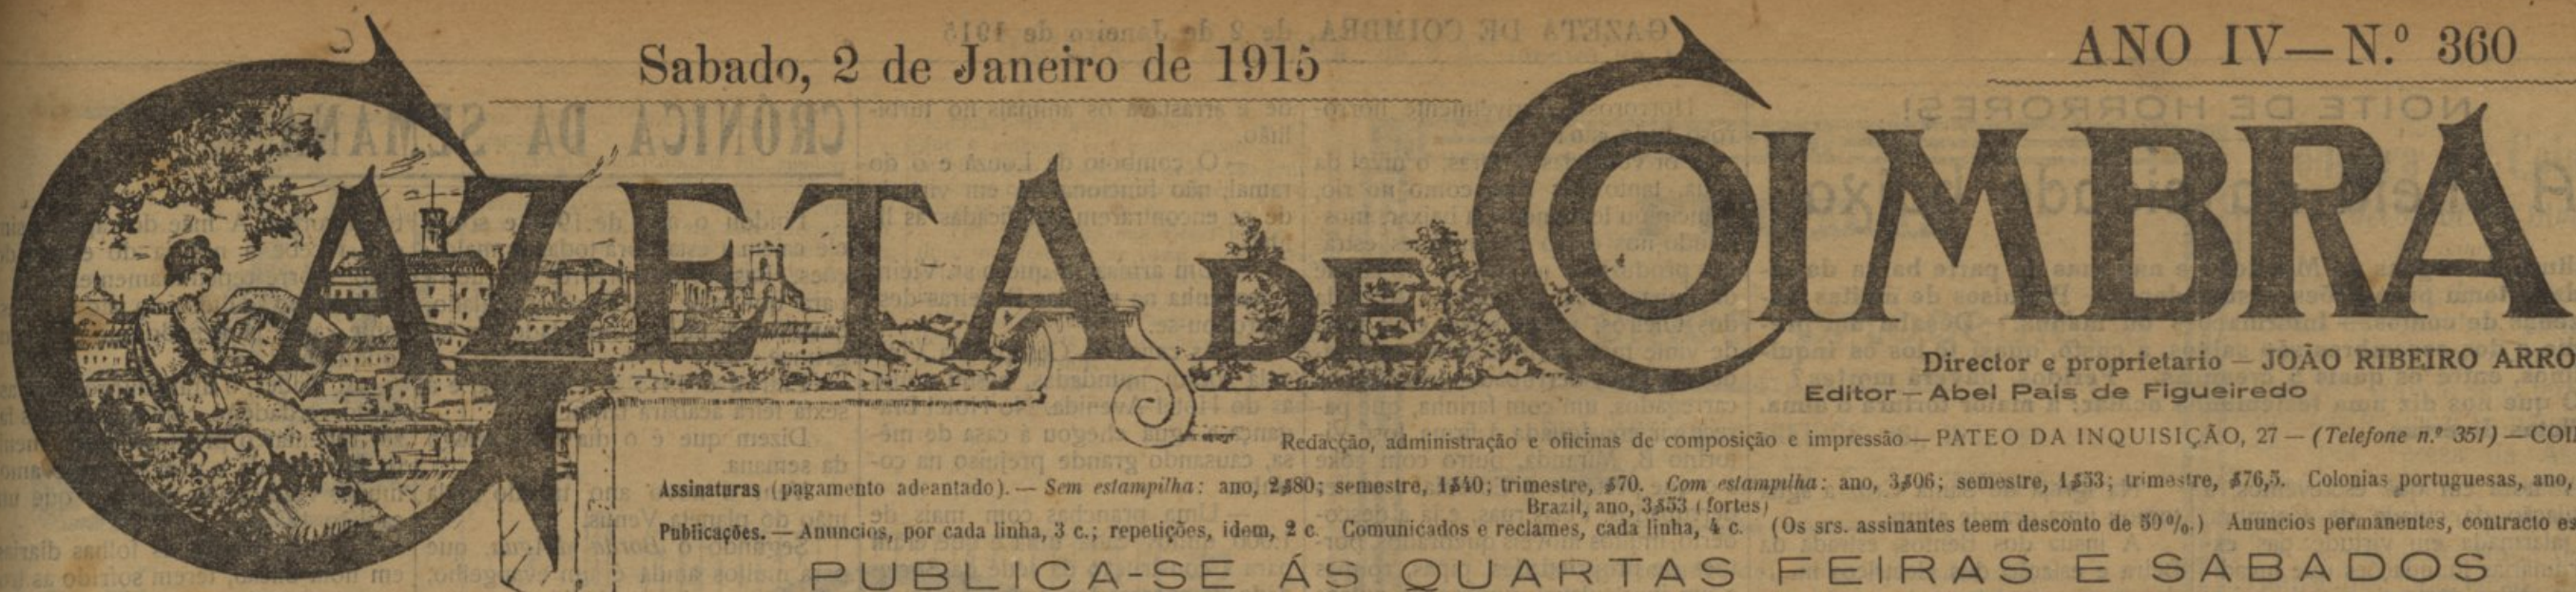 Sabado, 2 de Janeiro de 1915
ANO IV—N.º 360
GAZETA DE COIMBRA
Director e proprietario — JOÃO RIBEIRO ARRO
Editor—Abel Pais de Figueiredo
Redacção, administração e oficinas de composição e impressão — PATEO DA INQUISIÇÃO, 27 — (Telefone n.º 351) — COI
Assinaturas (pagamento adeantado). — Sem estampilha: ano, 2$80; semestre, 1$40; trimestre, $70. Com estampilha: ano, 3$06; semestre, 1$53; trimestre, $76,5. Colonias portuguesas, ano,
Brazil, ano, 3$53 (fortes)
Publicações. — Anuncios, por cada linha, 3 c.; repetições, idem, 2 c. Comunicados e reclames, cada linha, 4 c. (Os srs. assinantes teem desconto de 50%.) Anuncios permanentes, contracto es
PUBLICA-SE ÁS QUARTAS FEIRAS E SABADOS